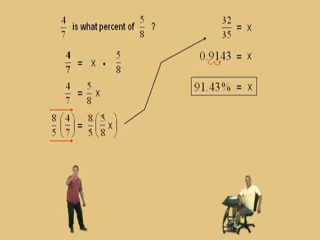 4/7 is what percent of 5/8 ?
4/7 = x • 5/8
4/7 = 5/8 x
8/5 (4/7) = 8/5 (5/8 x)
32/35 = x
0.9143 = x
91.43% = x